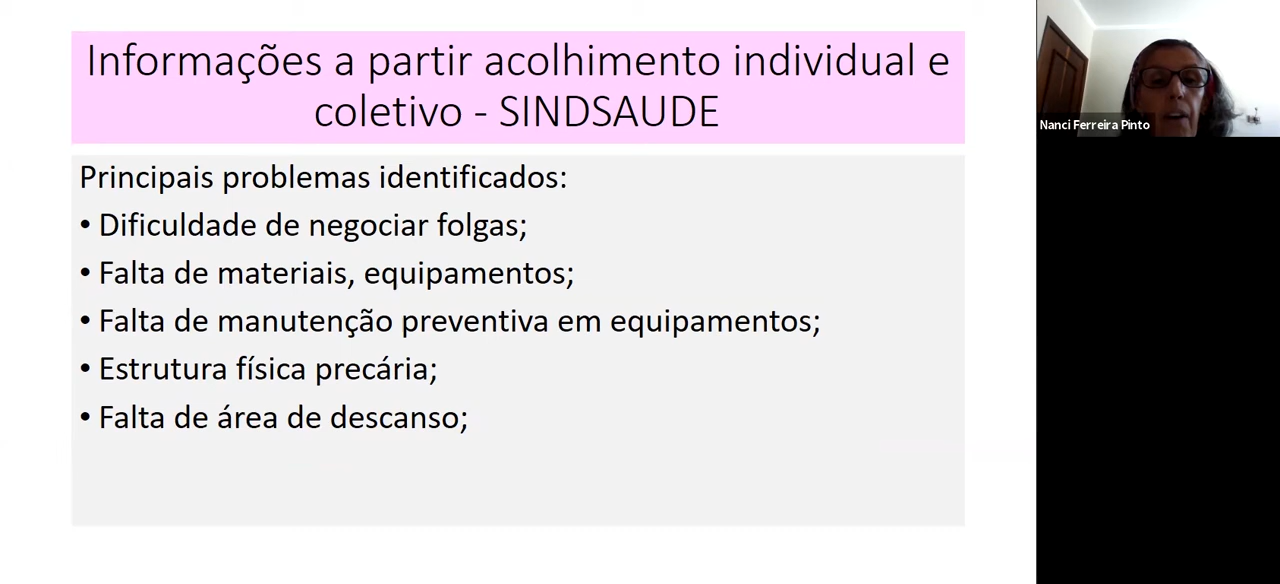 Informações a partir acolhimento individual e
coletivo - SINDSAUDE
Principais problemas identificados:
• Dificuldade de negociar folgas;
• Falta de materiais, equipamentos;
• Falta de manutenção preventiva em equipamentos;
• Estrutura física precária;
• Falta de área de descanso;
Nanci Ferreira Pinto